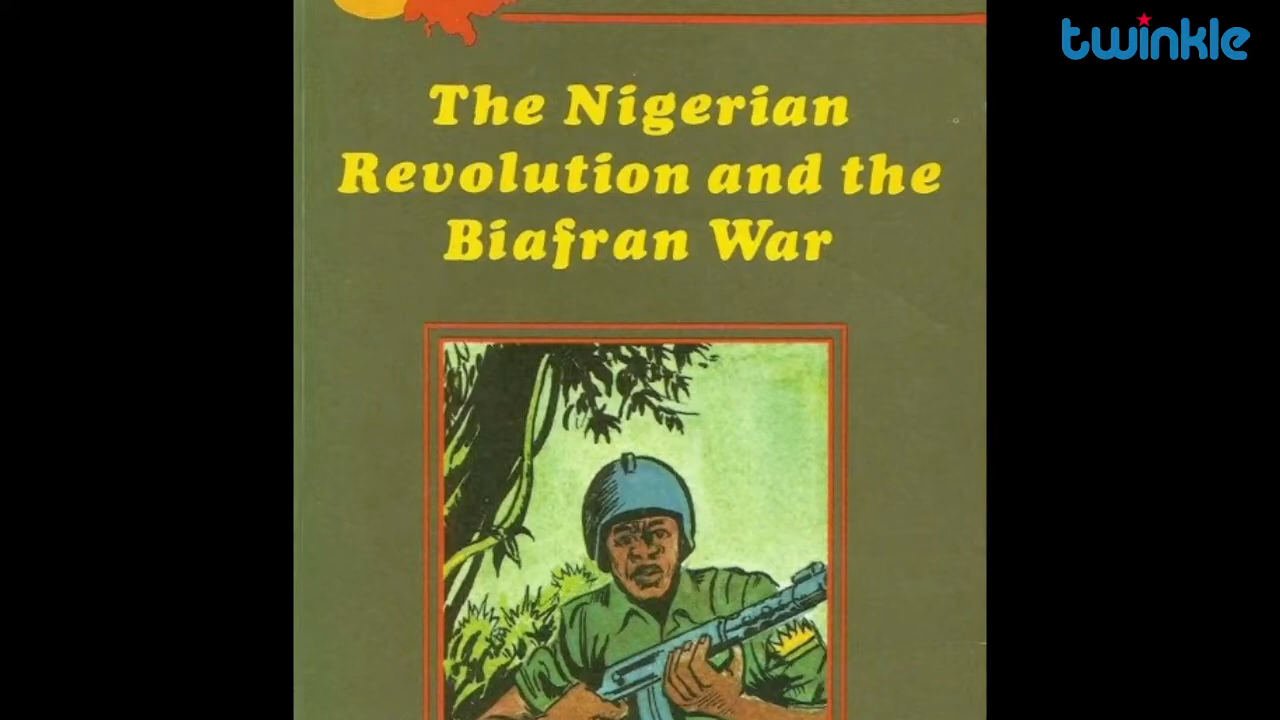 twinkle
The Nigerian
Revolution and the
Biafran War